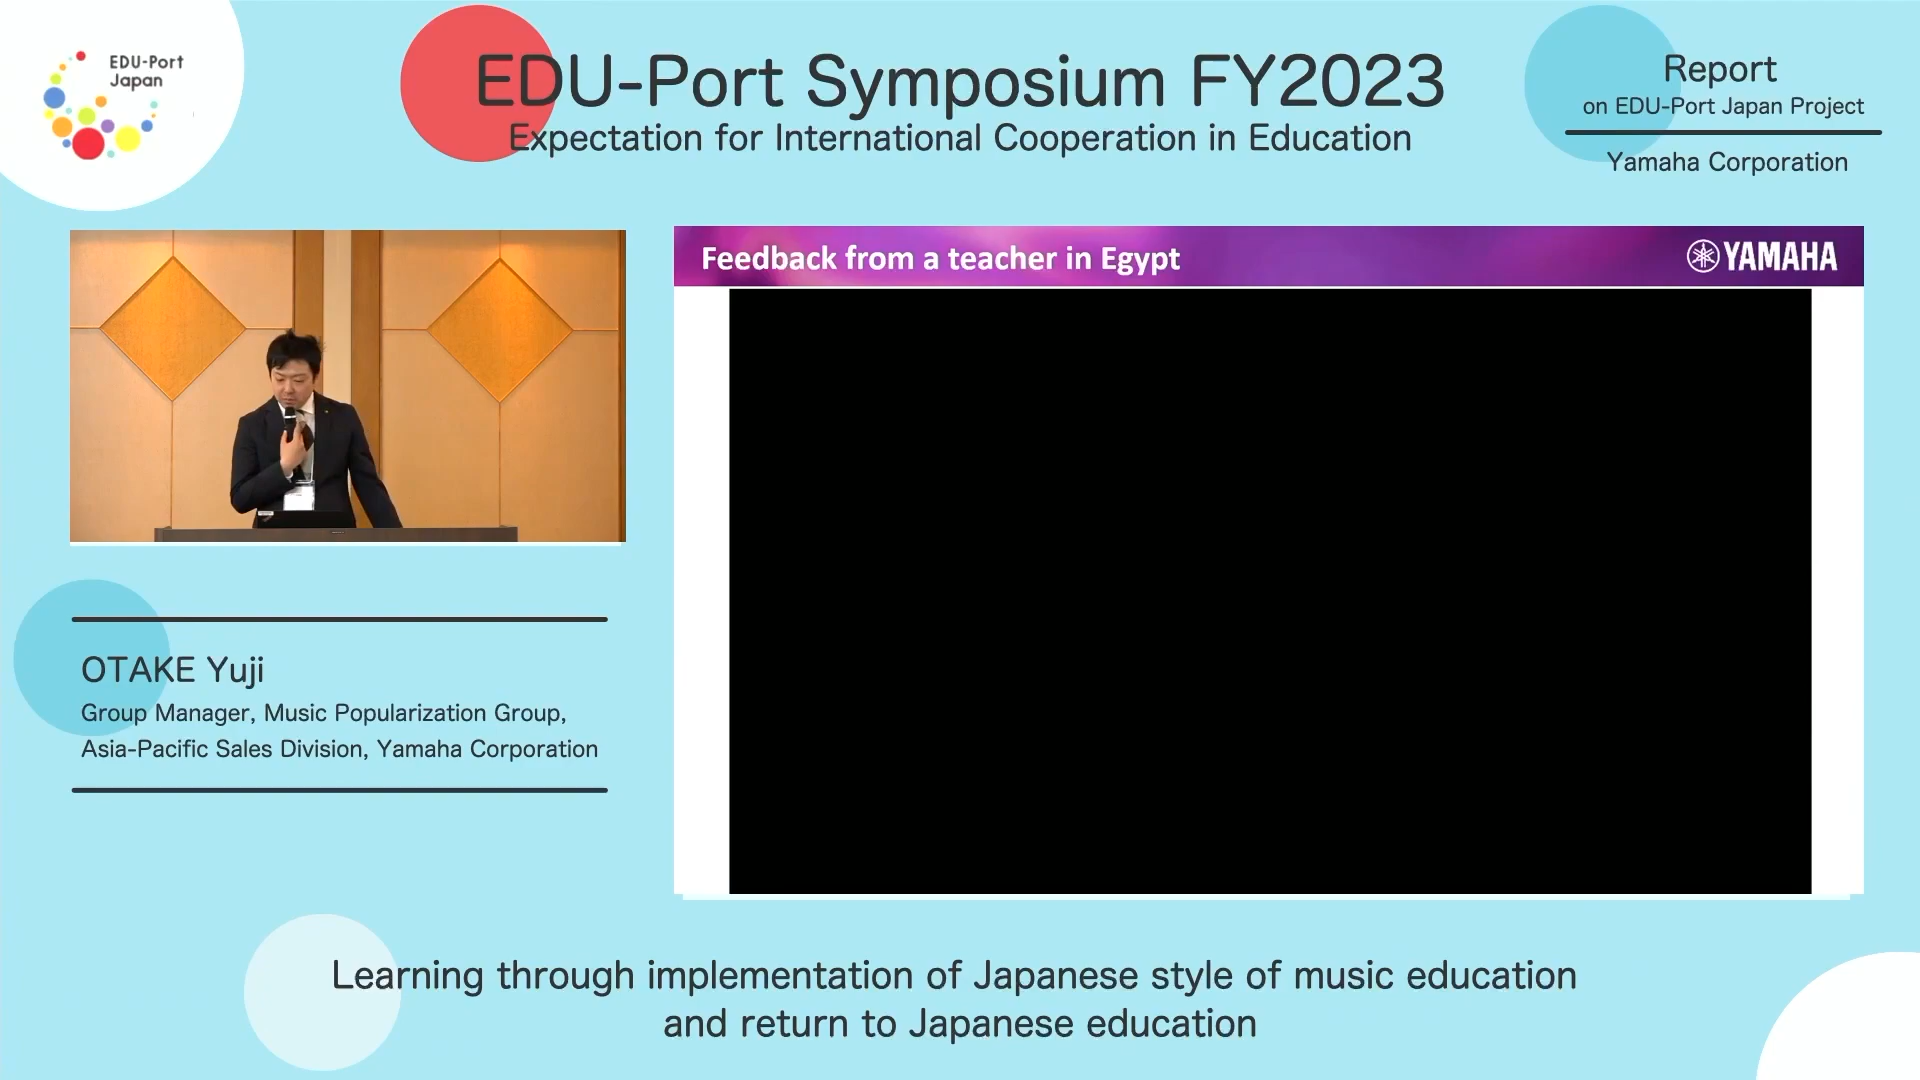 EDU-Port
Japan
EDU-Port Symposium FY2023
Expectation for International Cooperation in Education
Report
on EDU-Port Japan Project
Yamaha Corporation
Feedback from a teacher in Egypt
YAMAHA
OTAKE Yuji
Group Manager, Music Popularization Group,
Asia-Pacific Sales Division, Yamaha Corporation
Learning through implementation of Japanese style of music education
and return to Japanese education